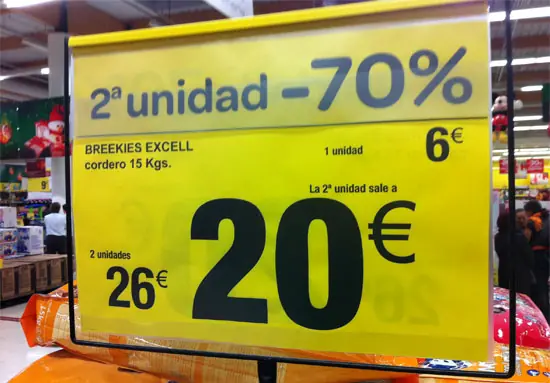 2ª unidad -70%
BREEKIES EXCELL
cordero 15 Kgs.
1 unidad 6€
La 2ª unidad sale a
20€
2 unidades
26€